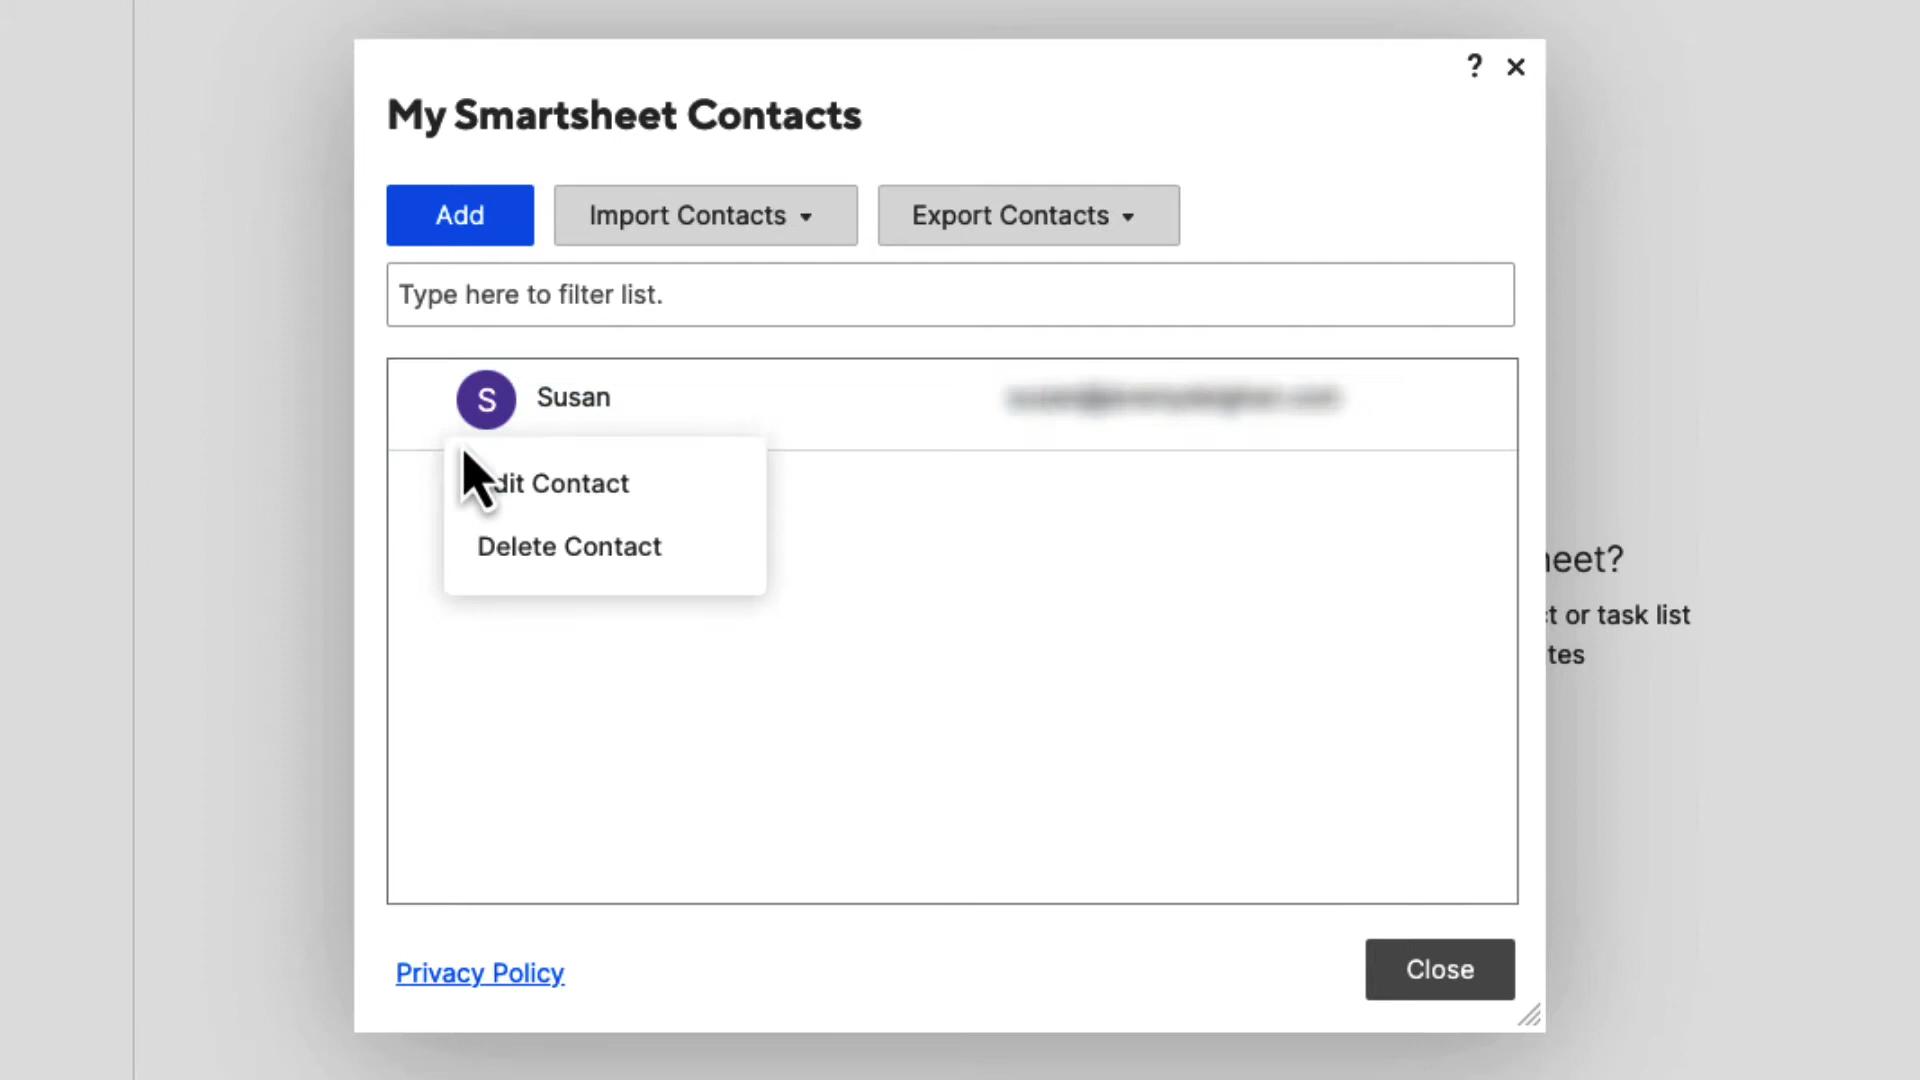 ?
My Smartsheet Contacts
Add
Import Contacts
Export Contacts
Type here to filter list.
S
Susan
dit Contact
Delete Contact
eet?
t or task list
tes
Privacy Policy
Close